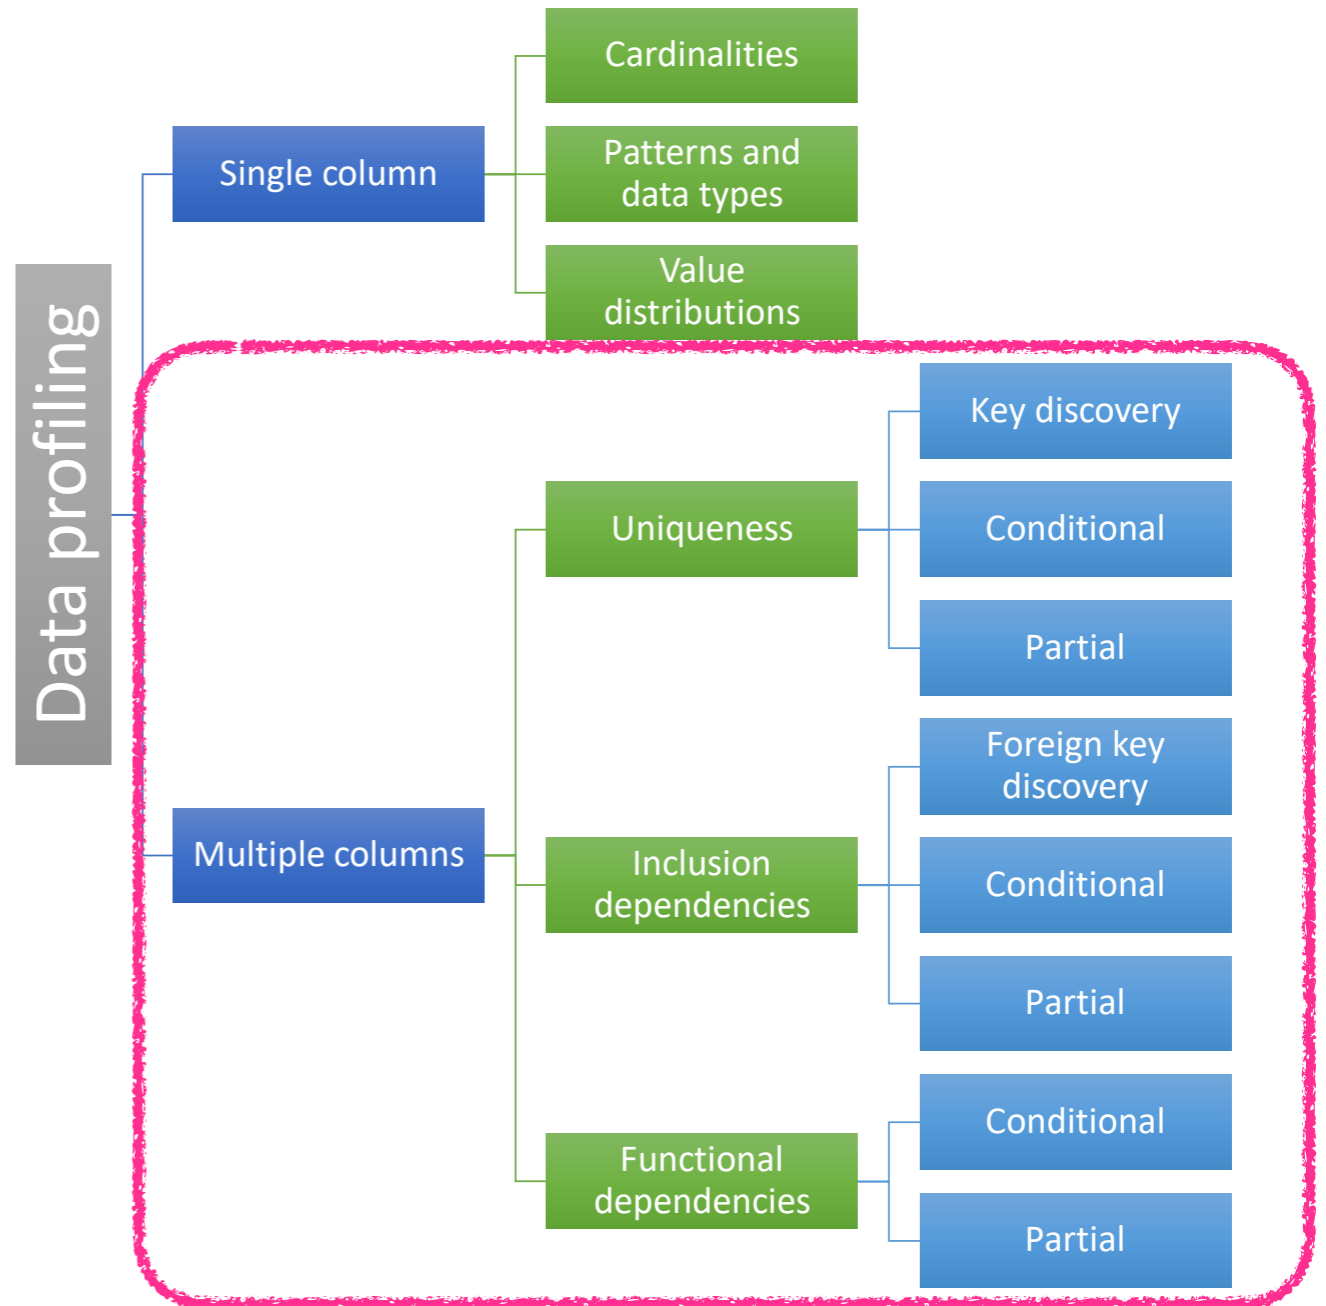 Data profiling
Single column
Cardinalities
Patterns and
data types
Value
distributions
Multiple columns
Uniqueness
Key discovery
Conditional
Partial
Inclusion
dependencies
Foreign key
discovery
Conditional
Partial
Functional
dependencies
Conditional
Partial